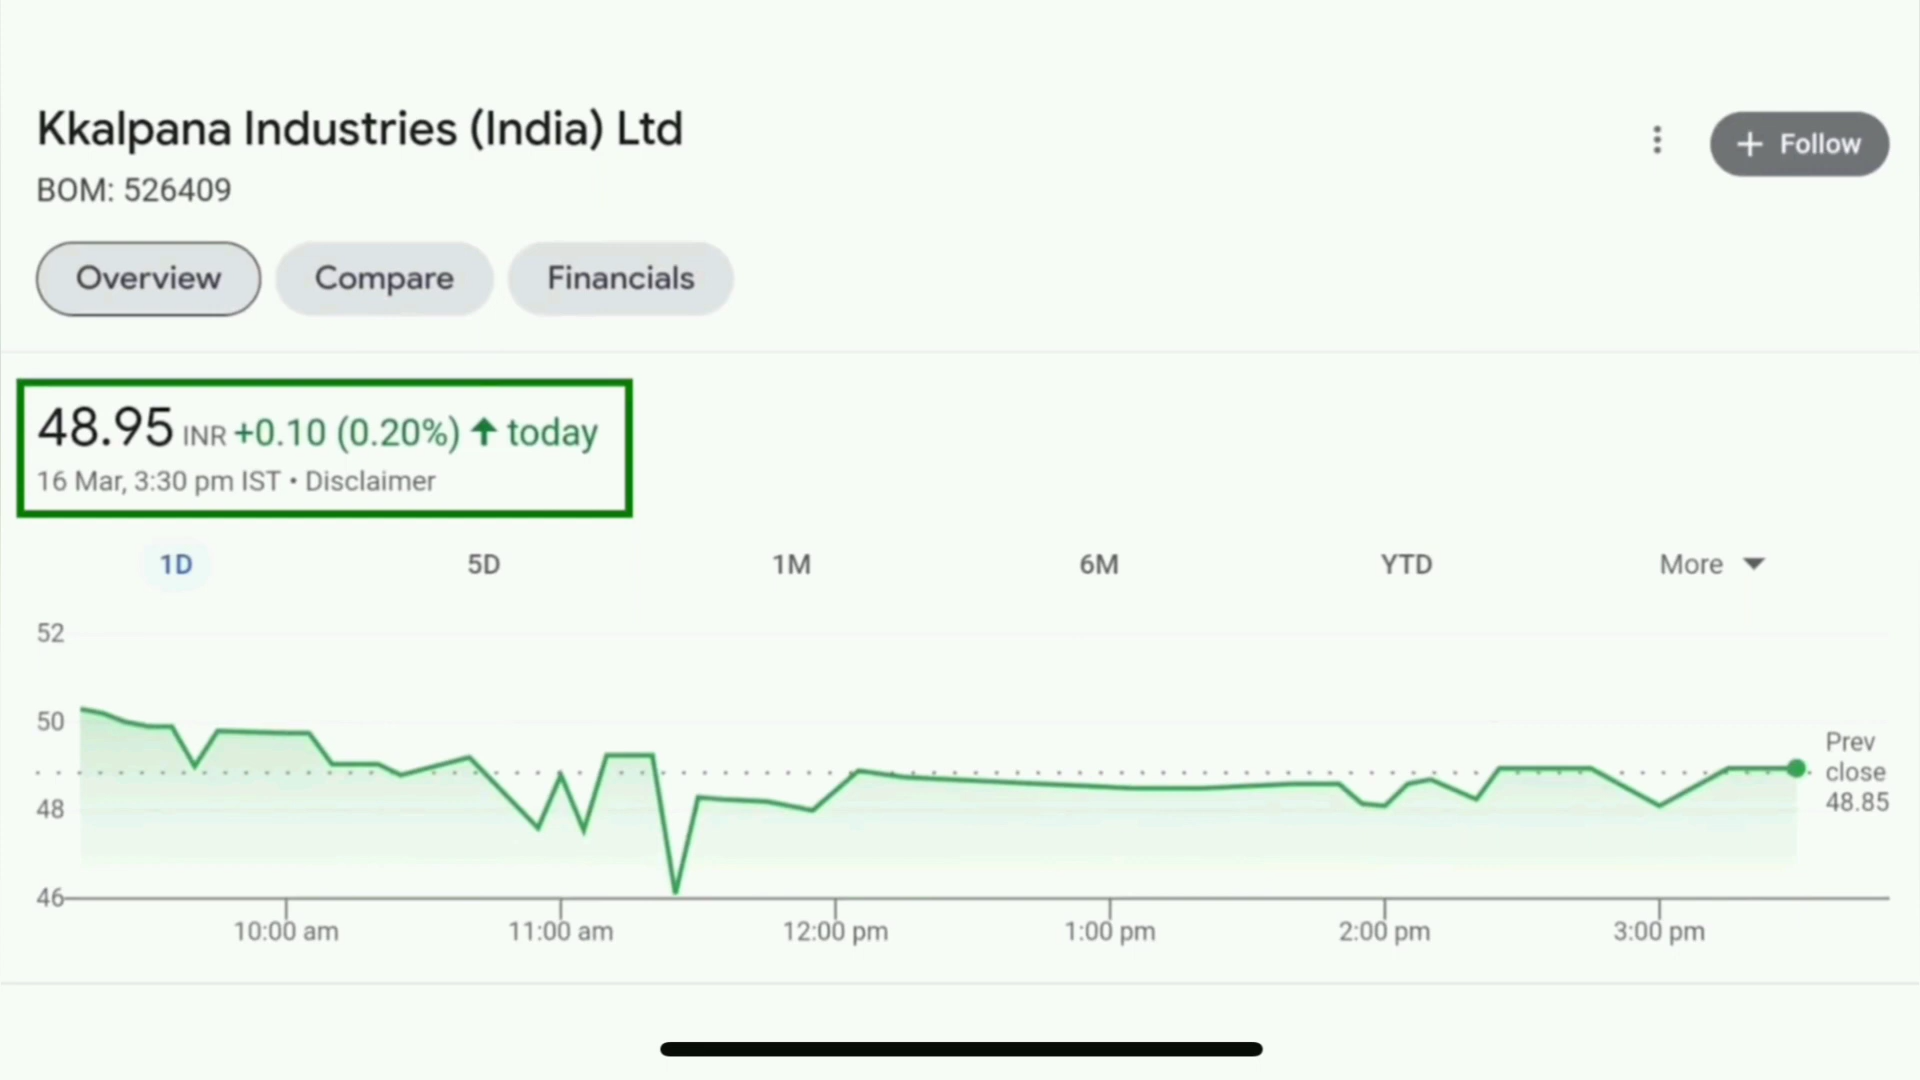 Kkalpana Industries (India) Ltd
+ Follow
BOM: 526409
Overview Compare Financials
48.95 INR +0.10 (0.20%) ↑ today
16 Mar, 3:30 pm IST • Disclaimer
1D 5D 1M 6M YTD More
52
50
48
46
Prev
close
48.85
10:00 am 11:00 am 12:00 pm 1:00 pm 2:00 pm 3:00 pm